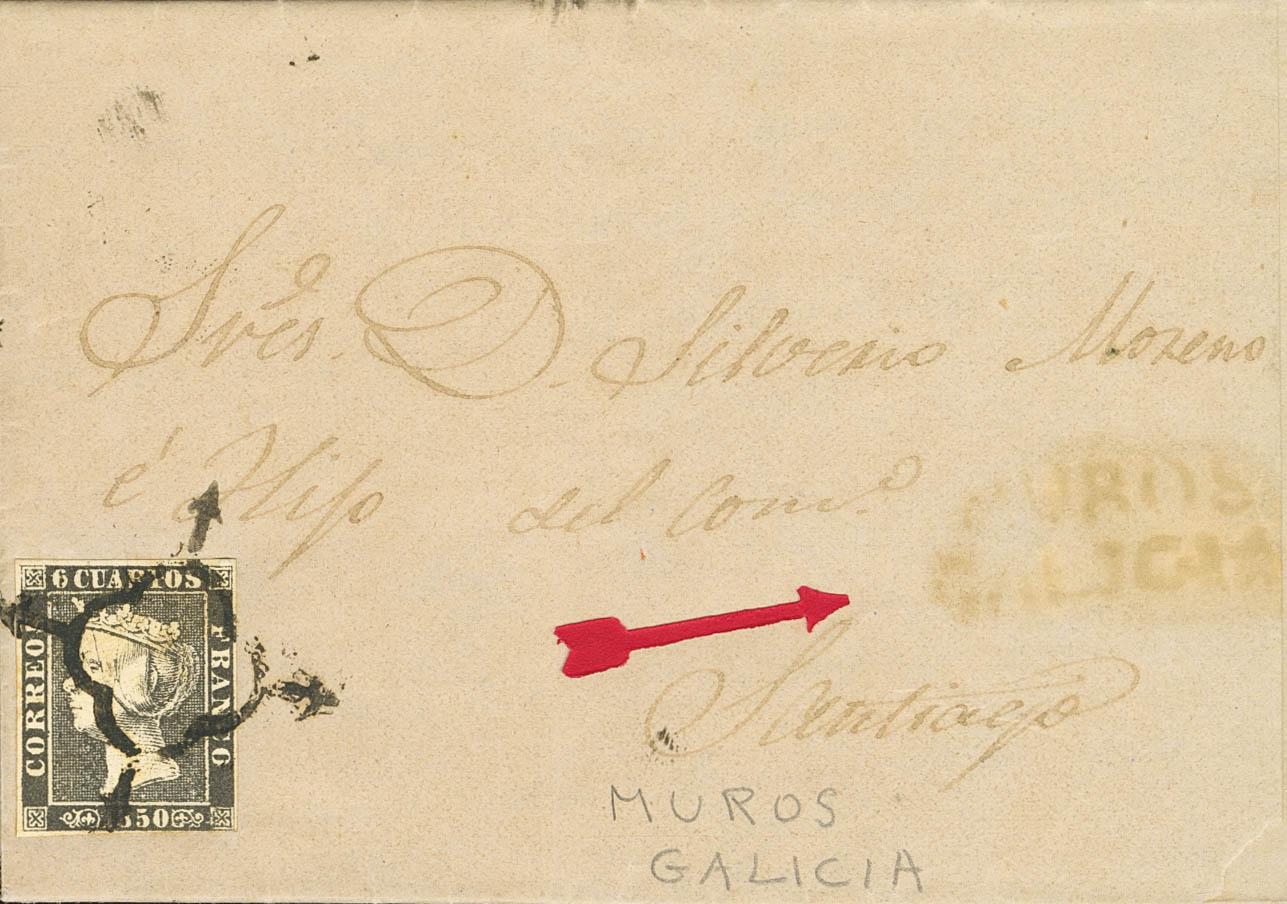 Sres. D. Silverio Moreno
é Hijo del Como.
6 CUARTOS
CORREOS
FRANCO
1850
Santiago
MUROS
GALICIA